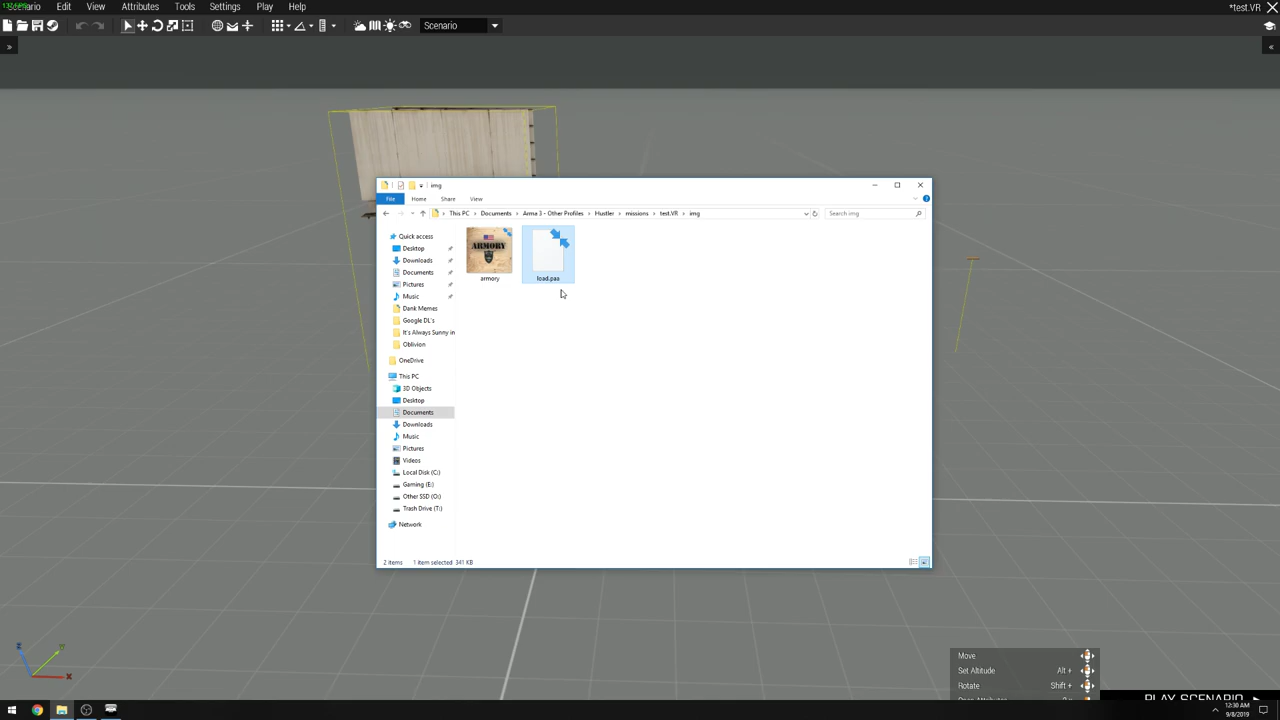 Scenario Edit View Attributes Tools Settings Play Help *test.VR
Scenario
» «
img
File Home Share View
This PC › Documents › Arma 3 - Other Profiles › Hustler › missions › test.VR › img
Search img
Quick access
Desktop
Downloads
Documents
Pictures
Music
Dank Memes
Google DL's
It's Always Sunny in
Oblivion
OneDrive
This PC
3D Objects
Desktop
Documents
Downloads
Music
Pictures
Videos
Local Disk (C:)
Gaming (E:)
Other SSD (O:)
Trash Drive (T:)
Network
ARMORY
armory
load.paa
2 items 1 item selected 341 KB
Move
Set Altitude Alt +
Rotate Shift +
PLAY SCENARIO
X
12:30 AM
9/8/2019